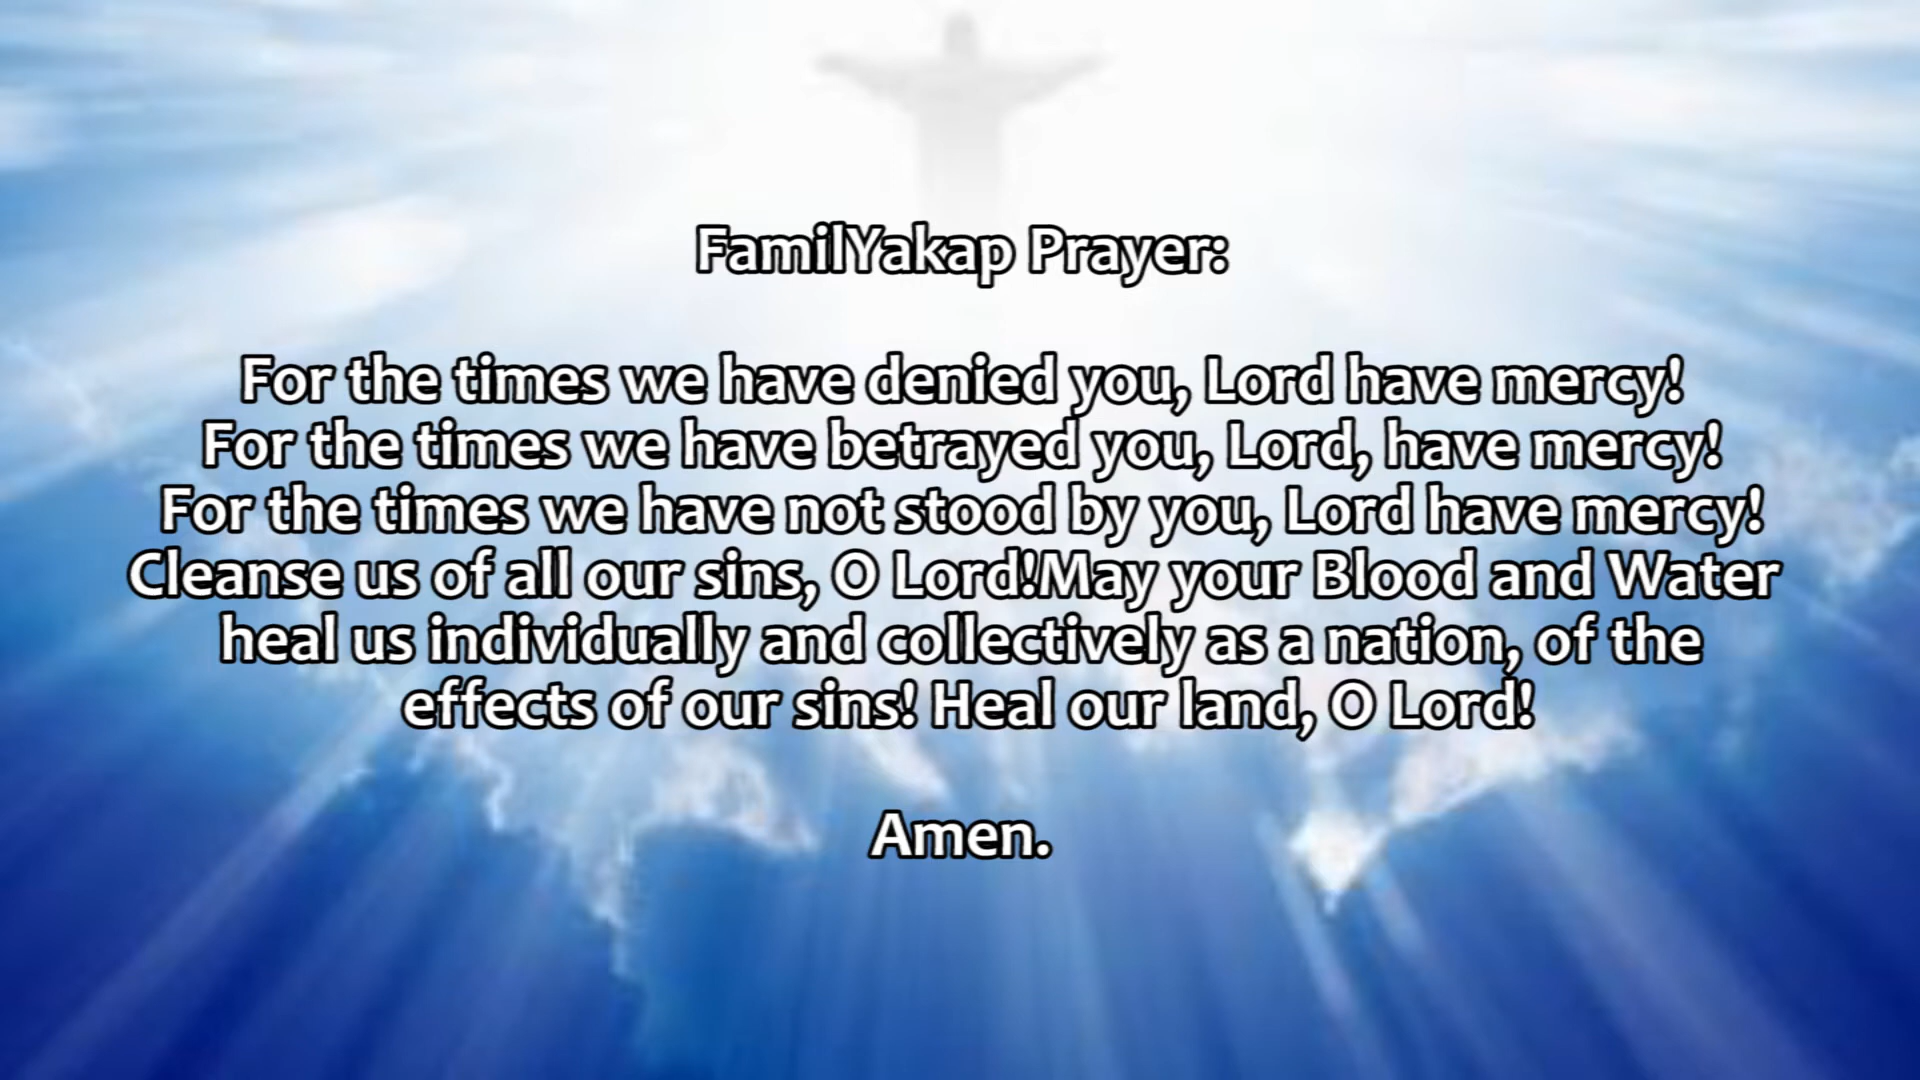 FamilYakap Prayer:
For the times we have denied you, Lord have mercy!
For the times we have betrayed you, Lord, have mercy!
For the times we have not stood by you, Lord have mercy!
Cleanse us of all our sins, O Lord!May your Blood and Water
heal us individually and collectively as a nation, of the
effects of our sins! Heal our land, O Lord!
Amen.